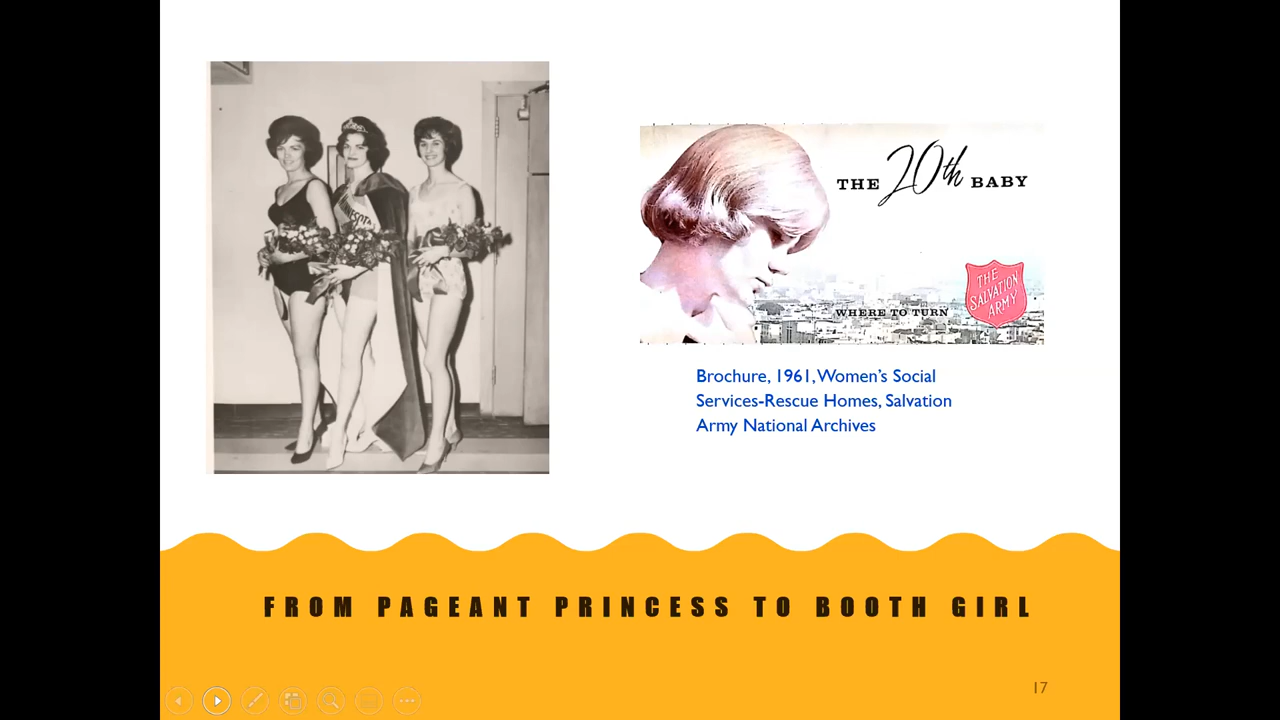 MINNESOTA
THE 20th BABY
WHERE TO TURN
THE
SALVATION
ARMY
Brochure, 1961, Women's Social
Services-Rescue Homes, Salvation
Army National Archives
FROM PAGEANT PRINCESS TO BOOTH GIRL
17